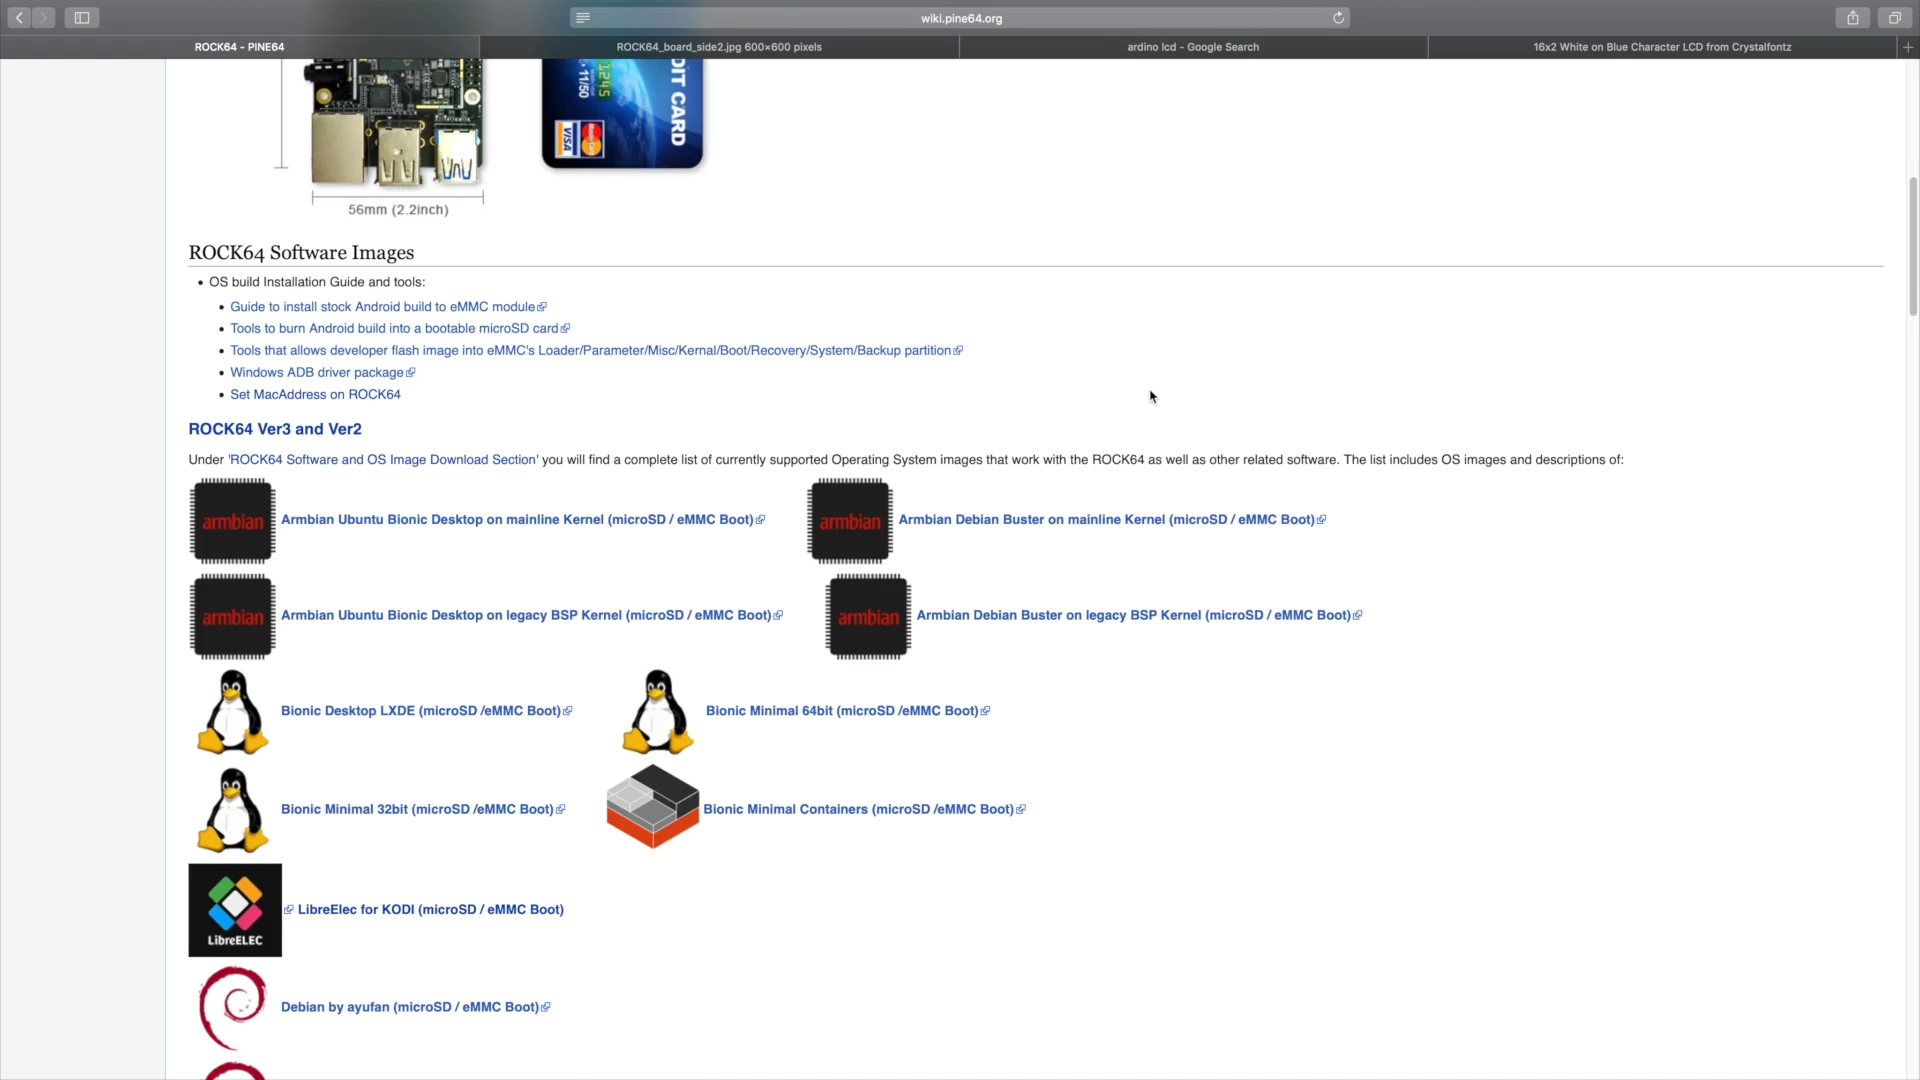 wiki.pine64.org
ROCK64 - PINE64
ROCK64_board_side2.jpg 600×600 pixels
ardino lcd - Google Search
16x2 White on Blue Character LCD from Crystalfontz
11/50
1245
DIT CARD
VISA
MasterCard
56mm (2.2inch)
ROCK64 Software Images
OS build Installation Guide and tools:
Guide to install stock Android build to eMMC module
Tools to burn Android build into a bootable microSD card
Tools that allows developer flash image into eMMC's Loader/Parameter/Misc/Kernal/Boot/Recovery/System/Backup partition
Windows ADB driver package
Set MacAddress on ROCK64
ROCK64 Ver3 and Ver2
Under 'ROCK64 Software and OS Image Download Section' you will find a complete list of currently supported Operating System images that work with the ROCK64 as well as other related software. The list includes OS images and descriptions of:
armbian Armbian Ubuntu Bionic Desktop on mainline Kernel (microSD / eMMC Boot) armbian Armbian Debian Buster on mainline Kernel (microSD / eMMC Boot)
armbian Armbian Ubuntu Bionic Desktop on legacy BSP Kernel (microSD / eMMC Boot) armbian Armbian Debian Buster on legacy BSP Kernel (microSD / eMMC Boot)
Bionic Desktop LXDE (microSD /eMMC Boot) Bionic Minimal 64bit (microSD /eMMC Boot)
Bionic Minimal 32bit (microSD /eMMC Boot) Bionic Minimal Containers (microSD /eMMC Boot)
LibreElec for KODI (microSD / eMMC Boot)
LibreELEC
Debian by ayufan (microSD / eMMC Boot)